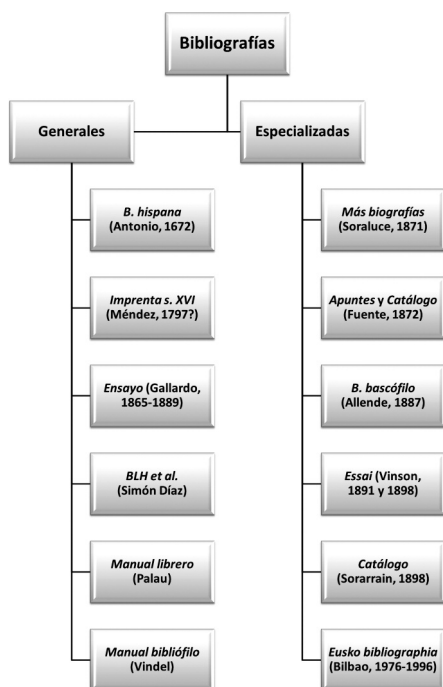 Bibliografías
Generales
B. hispana
(Antonio, 1672)
Imprenta s. XVI
(Méndez, 1797?)
Ensayo (Gallardo,
1865-1889)
BLH et al.
(Simón Díaz)
Manual librero
(Palau)
Manual bibliófilo
(Vindel)
Especializadas
Más biografías
(Soraluce, 1871)
Apuntes y Catálogo
(Fuente, 1872)
B. bascófilo
(Allende, 1887)
Essai (Vinson,
1891 y 1898)
Catálogo
(Sorarrain, 1898)
Eusko bibliographia
(Bilbao, 1976-1996)